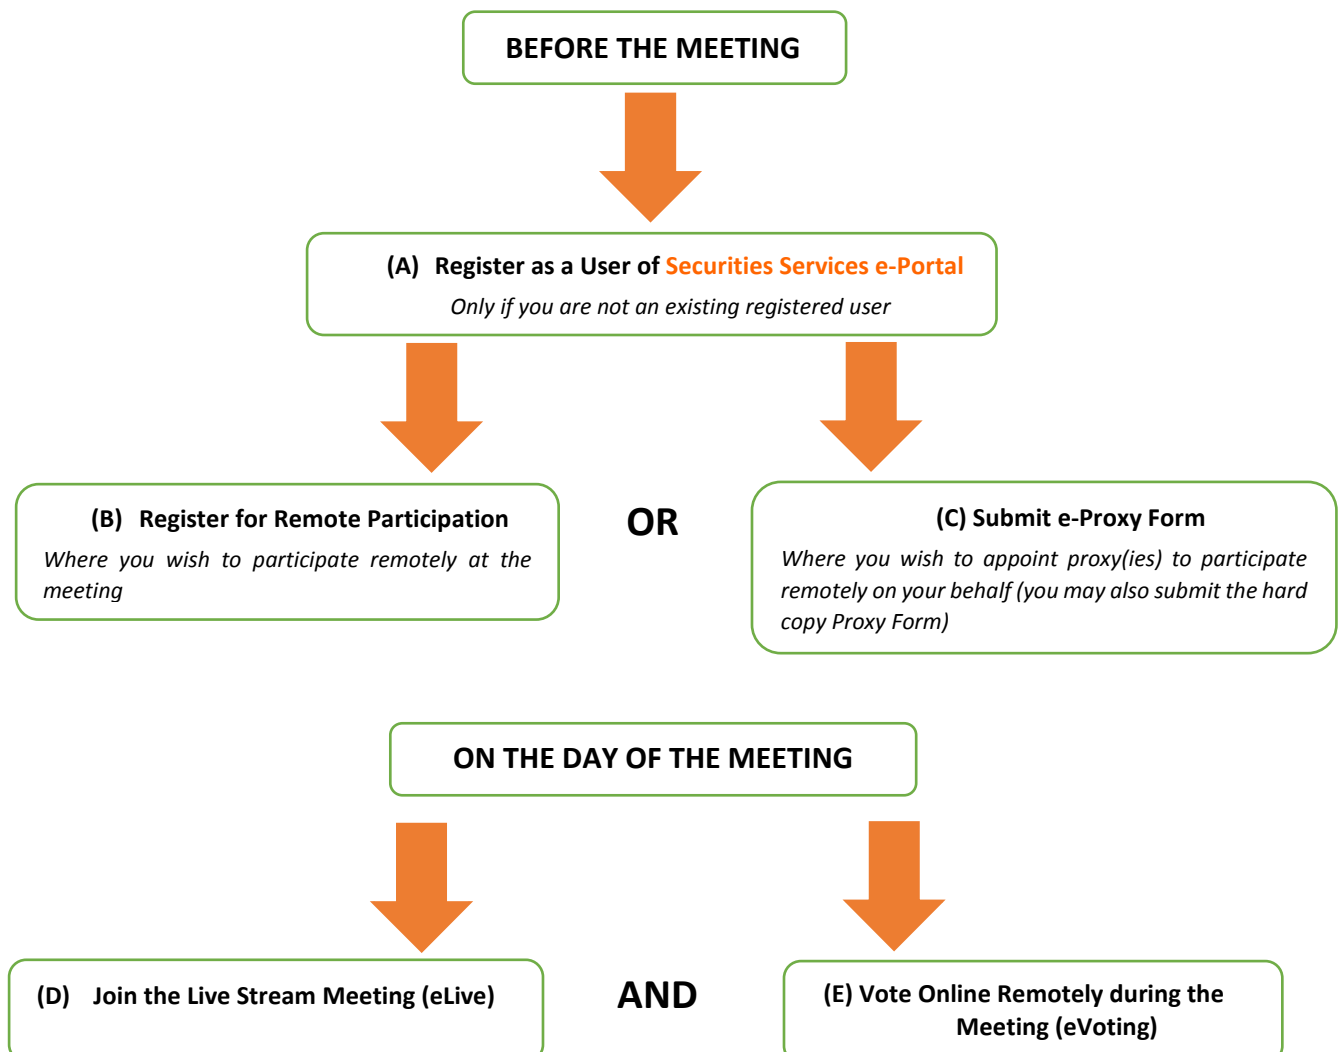 BEFORE THE MEETING
(A) Register as a User of Securities Services e-Portal
Only if you are not an existing registered user
(B) Register for Remote Participation
Where you wish to participate remotely at the
meeting
OR
(C) Submit e-Proxy Form
Where you wish to appoint proxy(ies) to participate
remotely on your behalf (you may also submit the hard
copy Proxy Form)
ON THE DAY OF THE MEETING
(D) Join the Live Stream Meeting (eLive)
AND
(E) Vote Online Remotely during the
Meeting (eVoting)